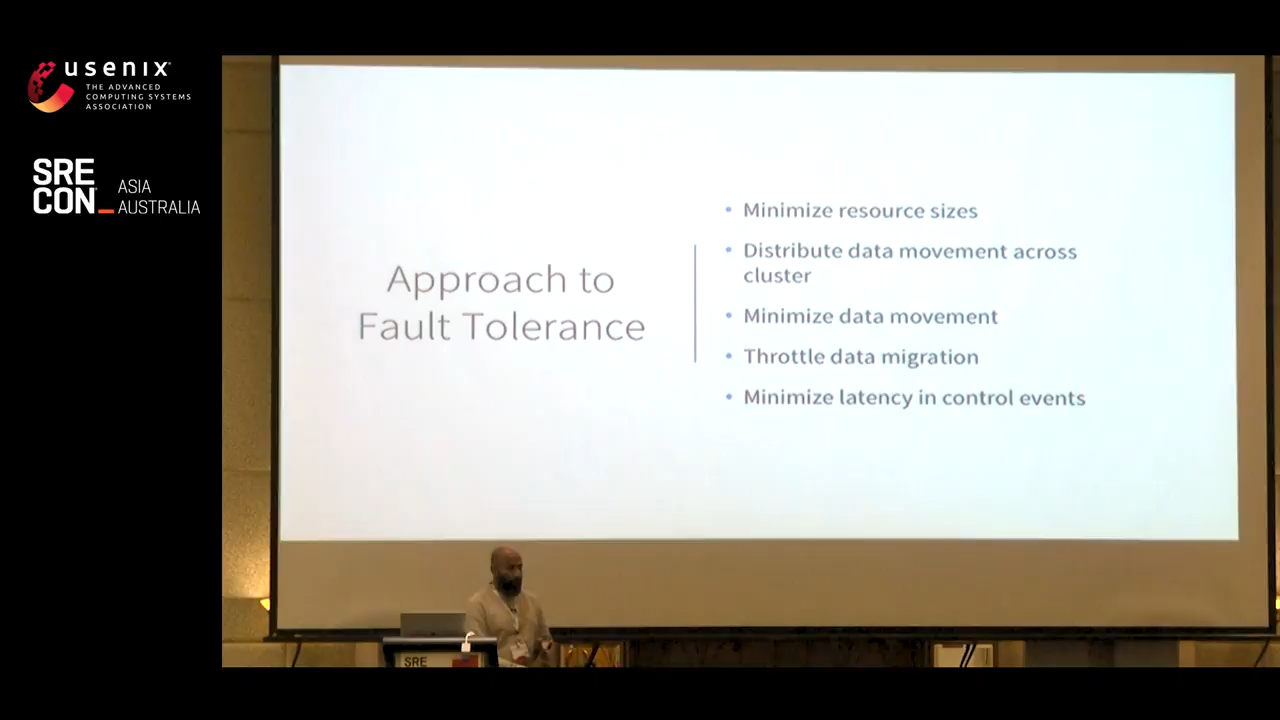 usenix
THE ADVANCED
COMPUTING SYSTEMS
ASSOCIATION
SRE
CON
ASIA
AUSTRALIA
Approach to
Fault Tolerance
• Minimize resource sizes
• Distribute data movement across
cluster
• Minimize data movement
• Throttle data migration
• Minimize latency in control events
SRE